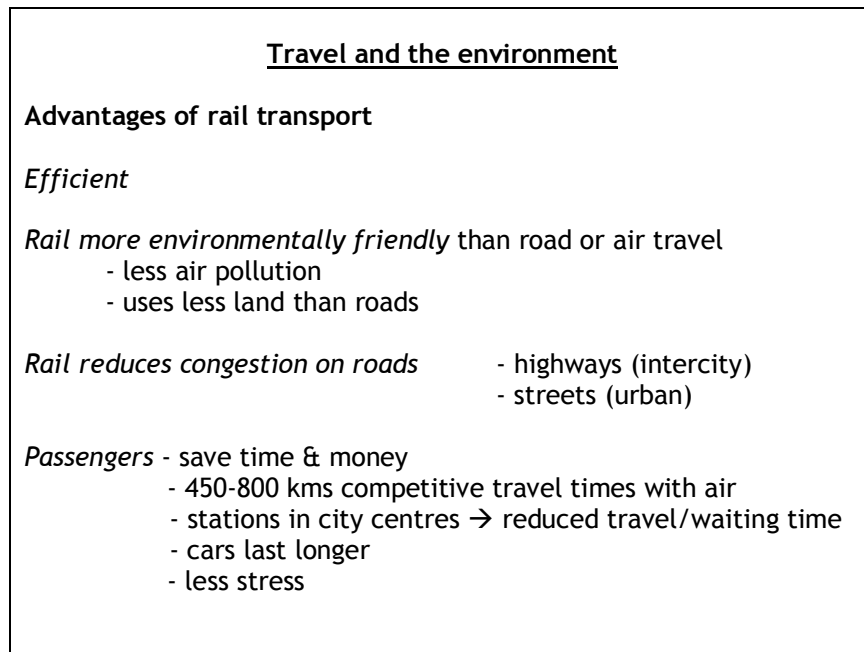 Travel and the environment
Advantages of rail transport
Efficient
Rail more environmentally friendly than road or air travel
- less air pollution
- uses less land than roads
Rail reduces congestion on roads - highways (intercity)
- streets (urban)
Passengers - save time & money
- 450-800 kms competitive travel times with air
- stations in city centres → reduced travel/waiting time
- cars last longer
- less stress